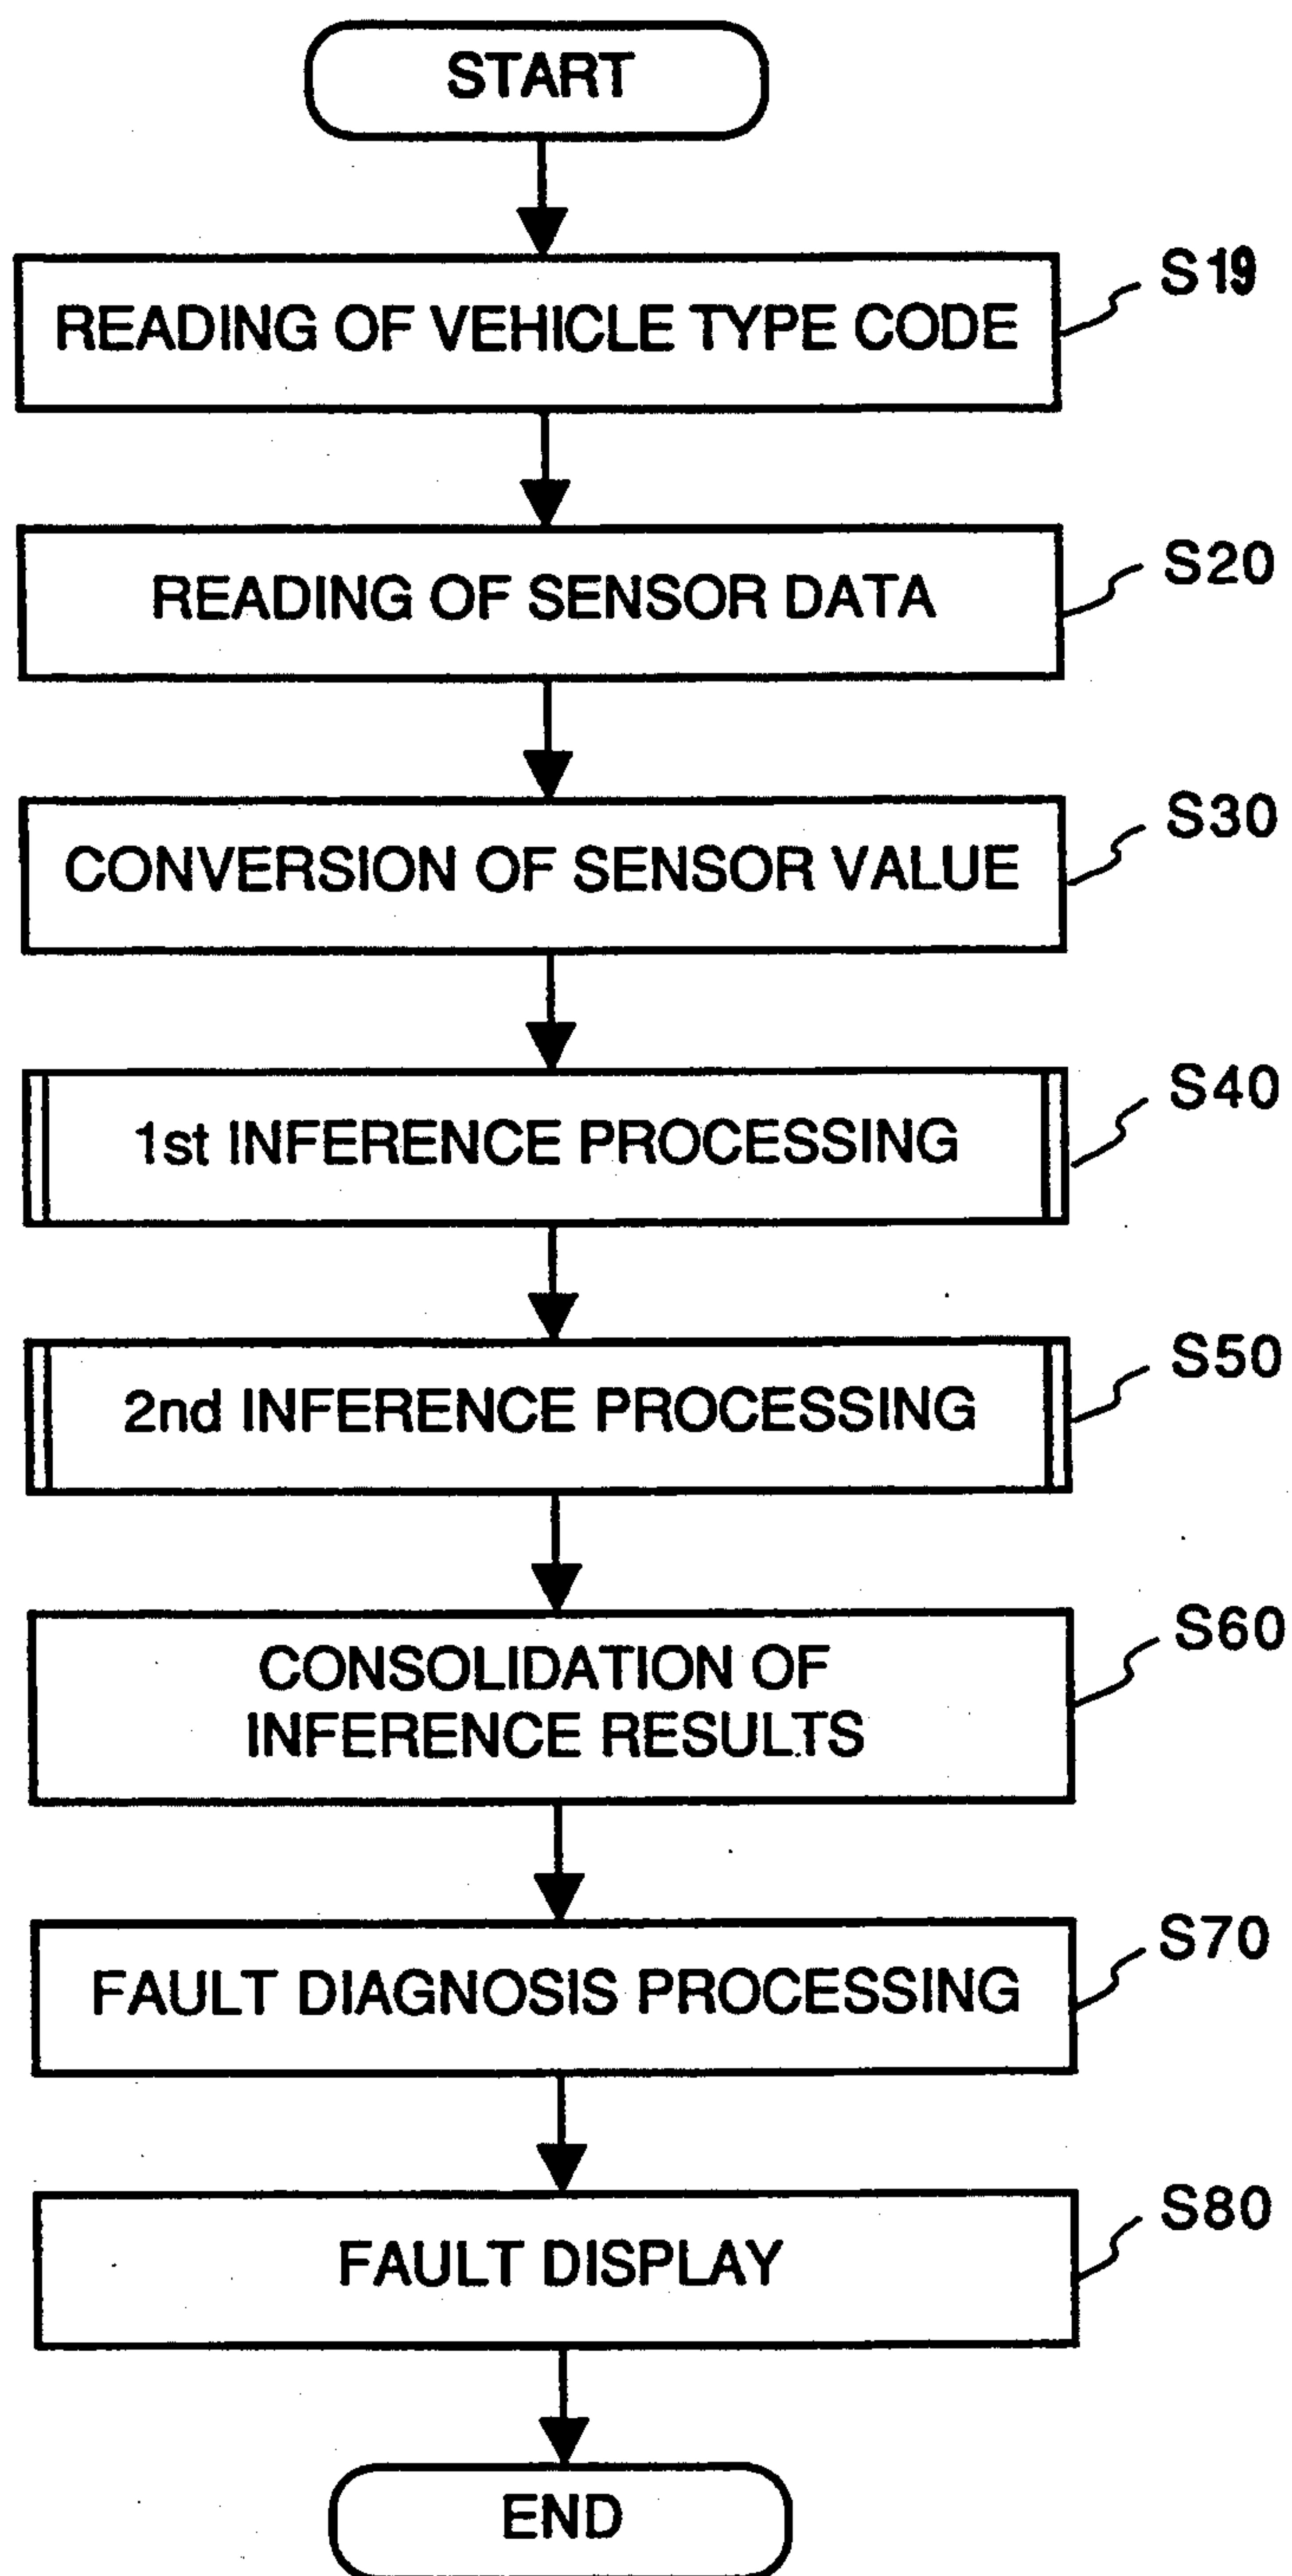 START
READING OF VEHICLE TYPE CODE
S19
READING OF SENSOR DATA
S20
CONVERSION OF SENSOR VALUE
S30
1st INFERENCE PROCESSING
S40
2nd INFERENCE PROCESSING
S50
CONSOLIDATION OF
INFERENCE RESULTS
S60
FAULT DIAGNOSIS PROCESSING
S70
FAULT DISPLAY
S80
END